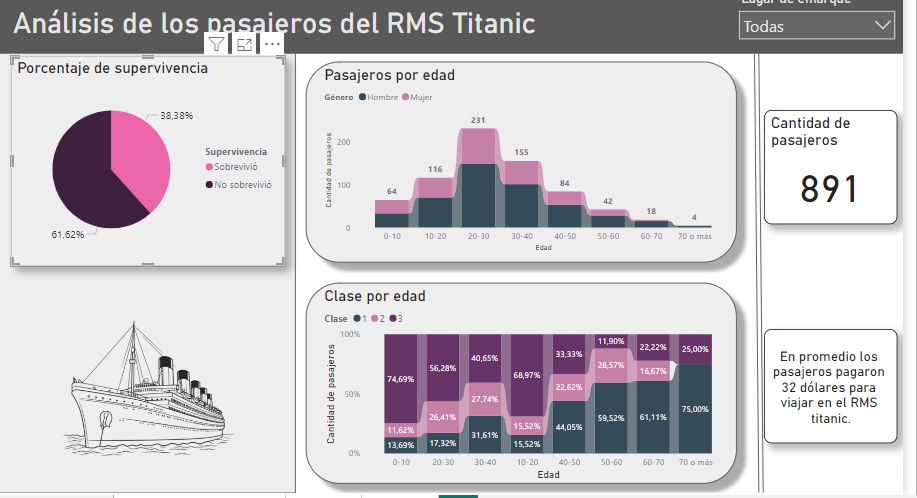 Análisis de los pasajeros del RMS Titanic
Lugar de embarque
Todas
Porcentaje de supervivencia
38,38%
61,62%
Supervivencia
Sobrevivió
No sobrevivió
Pasajeros por edad
Género Hombre Mujer
Cantidad de pasajeros
200
100
0
64
116
231
155
84
42
18
4
0-10 10-20 20-30 30-40 40-50 50-60 60-70 70 o más
Edad
Clase por edad
Clase 1 2 3
Cantidad de pasajeros
100%
50%
0%
74,69% 56,28% 40,65% 68,97% 33,33% 11,90% 22,22% 25,00%
11,62% 26,41% 27,74% 15,52% 22,62% 28,57% 16,67%
13,69% 17,32% 31,61% 15,52% 44,05% 59,52% 61,11% 75,00%
0-10 20-30 30-40 10-20 40-50 50-60 60-70 70 o más
Edad
Cantidad de
pasajeros
891
En promedio los
pasajeros pagaron
32 dólares para
viajar en el RMS
titanic.